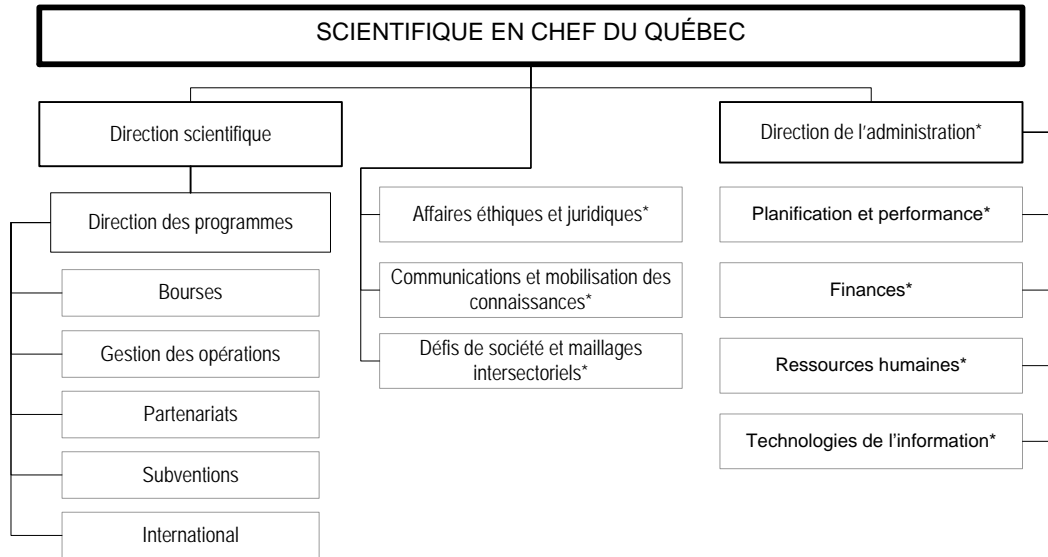 SCIENTIFIQUE EN CHEF DU QUÉBEC
Direction scientifique
Direction des programmes
Bourses
Gestion des opérations
Partenariats
Subventions
International
Affaires éthiques et juridiques*
Communications et mobilisation des
connaissances*
Défis de société et maillages
intersectoriels*
Direction de l'administration*
Planification et performance*
Finances*
Ressources humaines*
Technologies de l'information*